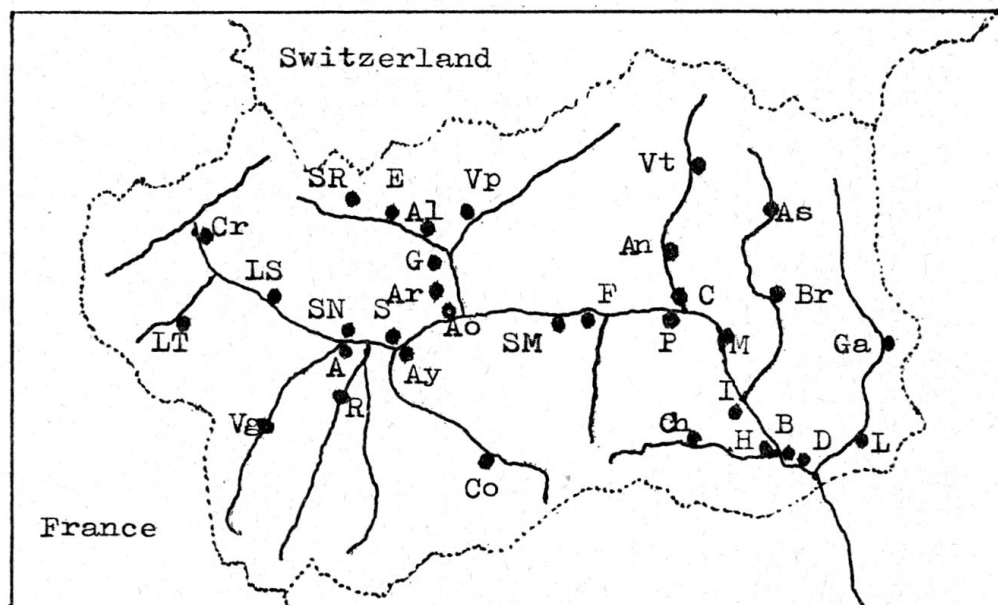 Switzerland
SR E Vp
Al
Vt
As
Cr
G
An
LS
Ar
Br
SN S
Ao
F
C
LT
SM
P
M
Ga
A
Ay
R
I
Vg
Ch
H B D L
Co
France